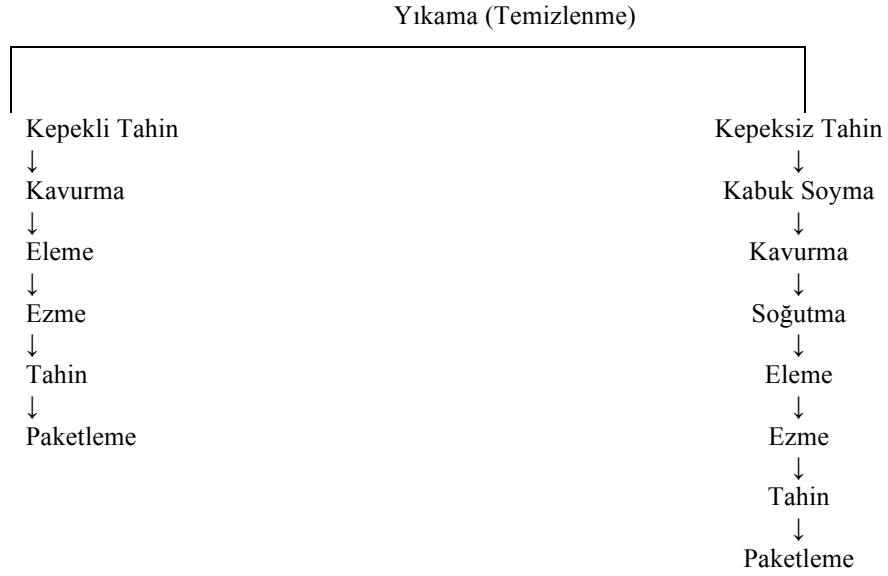 Yıkama (Temizlenme)
Kepekli Tahin
↓
Kavurma
↓
Eleme
↓
Ezme
↓
Tahin
↓
Paketleme
Kepeksiz Tahin
↓
Kabuk Soyma
↓
Kavurma
↓
Soğutma
↓
Eleme
↓
Ezme
↓
Tahin
↓
Paketleme